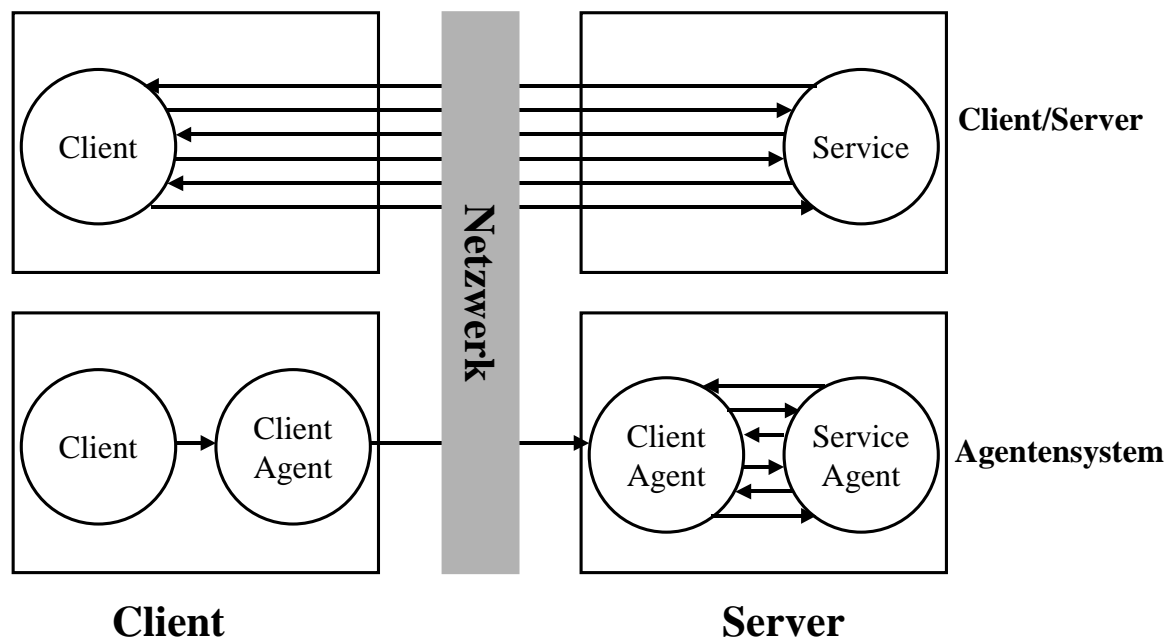 Client
Service
Client/Server
Netzwerk
Client
Client
Agent
Client
Agent
Service
Agent
Agentensystem
Client
Server